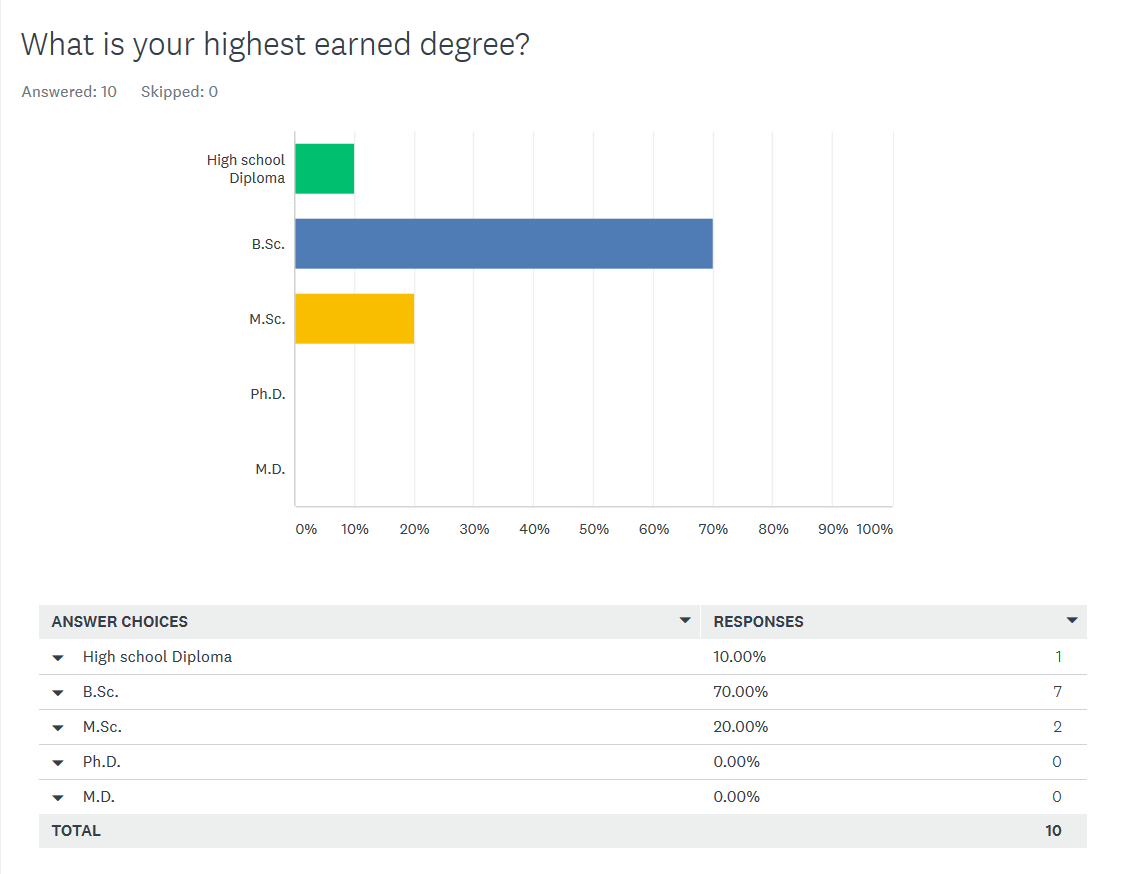 What is your highest earned degree?
Answered: 10 Skipped: 0
High school
Diploma
B.Sc.
M.Sc.
Ph.D.
M.D.
0% 10% 20% 30% 40% 50% 60% 70% 80% 90% 100%
ANSWER CHOICES RESPONSES
High school Diploma 10.00% 1
B.Sc. 70.00% 7
M.Sc. 20.00% 2
Ph.D. 0.00% 0
M.D. 0.00% 0
TOTAL 10